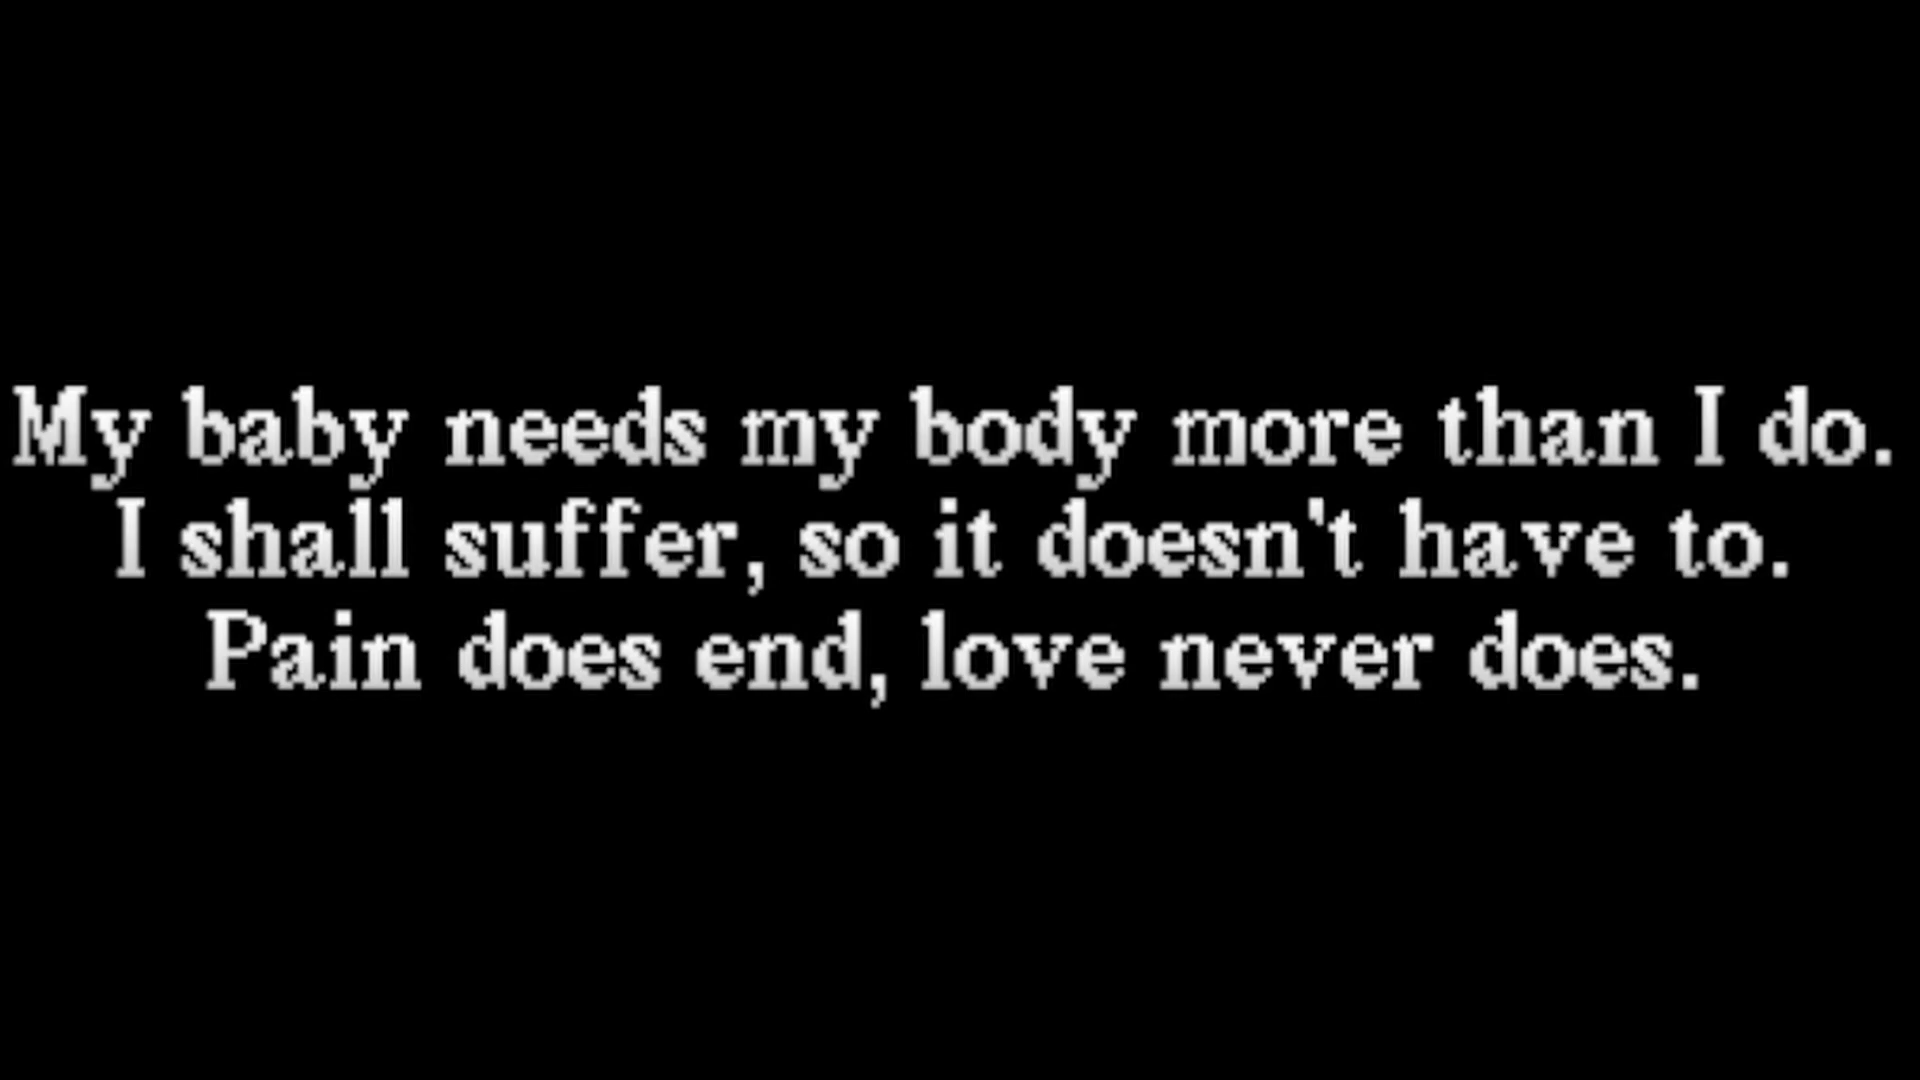 My baby needs my body more than I do.
I shall suffer, so it doesn't have to.
Pain does end, love never does.